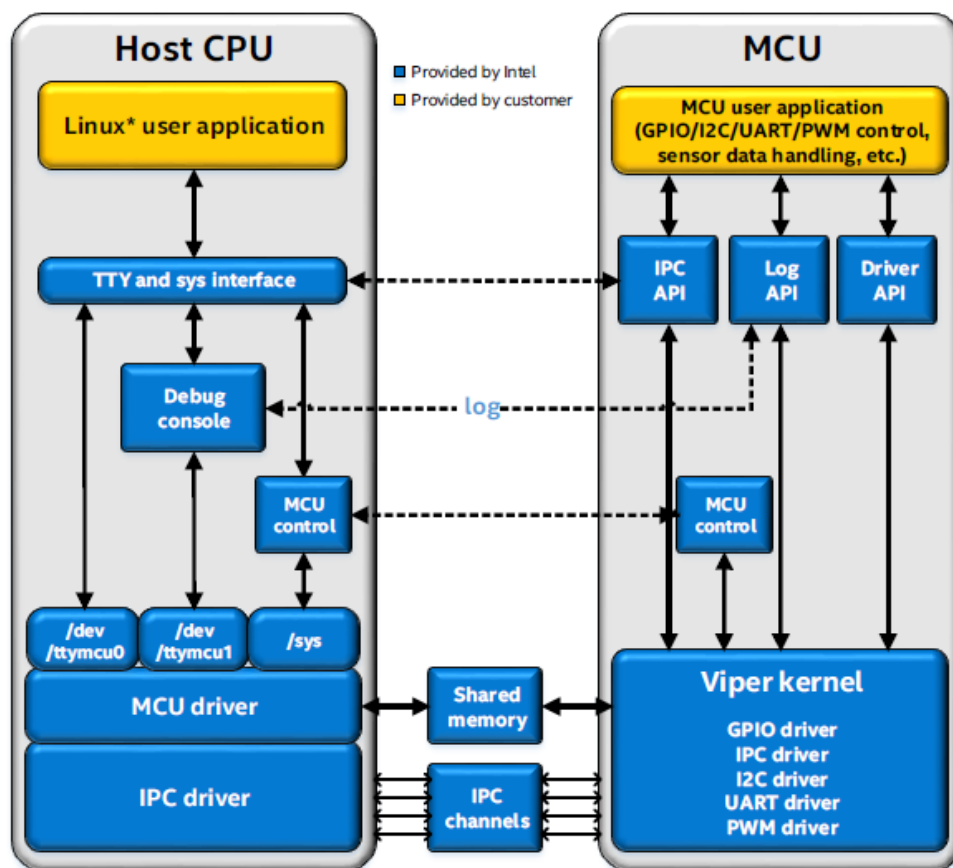 Host CPU
Provided by Intel
Provided by customer
MCU
Linux* user application
MCU user application
(GPIO/I2C/UART/PWM control,
sensor data handling, etc.)
TTY and sys interface
IPC
API
Log
API
Driver
API
Debug
console
log
MCU
control
MCU
control
/dev
/ttymcu0
/dev
/ttymcu1
/sys
MCU driver
Shared
memory
Viper kernel
GPIO driver
IPC driver
I2C driver
UART driver
PWM driver
IPC driver
IPC
channels